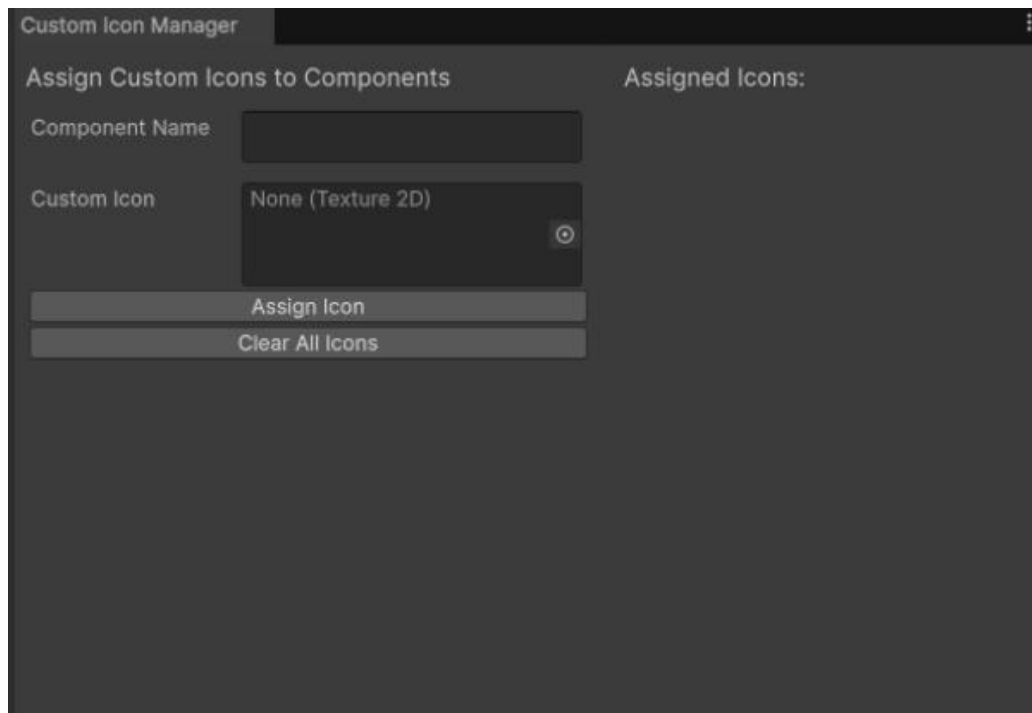 Custom Icon Manager
Assign Custom Icons to Components
Assigned Icons:
Component Name
Custom Icon
None (Texture 2D)
Assign Icon
Clear All Icons